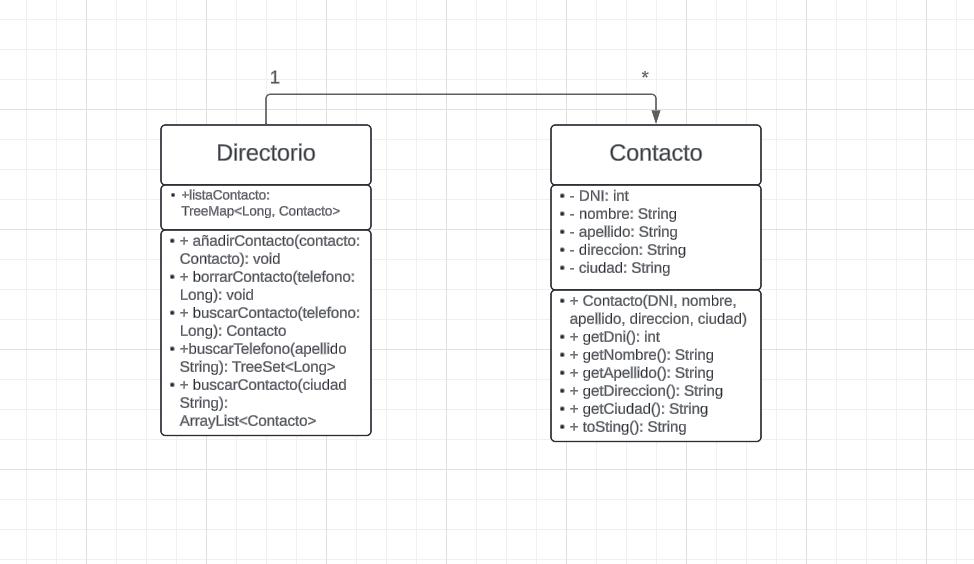 1
*
Directorio
• +listaContacto:
TreeMap<Long, Contacto>
• + añadirContacto(contacto:
Contacto): void
• + borrarContacto(telefono:
Long): void
• + buscarContacto(telefono:
Long): Contacto
• +buscarTelefono(apellido
String): TreeSet<Long>
• + buscarContacto(ciudad
String):
ArrayList<Contacto>
Contacto
• - DNI: int
• - nombre: String
• - apellido: String
• - direccion: String
• - ciudad: String
• + Contacto(DNI, nombre,
apellido, direccion, ciudad)
• + getDni(): int
• + getNombre(): String
• + getApellido(): String
• + getDireccion(): String
• + getCiudad(): String
• + toSting(): String